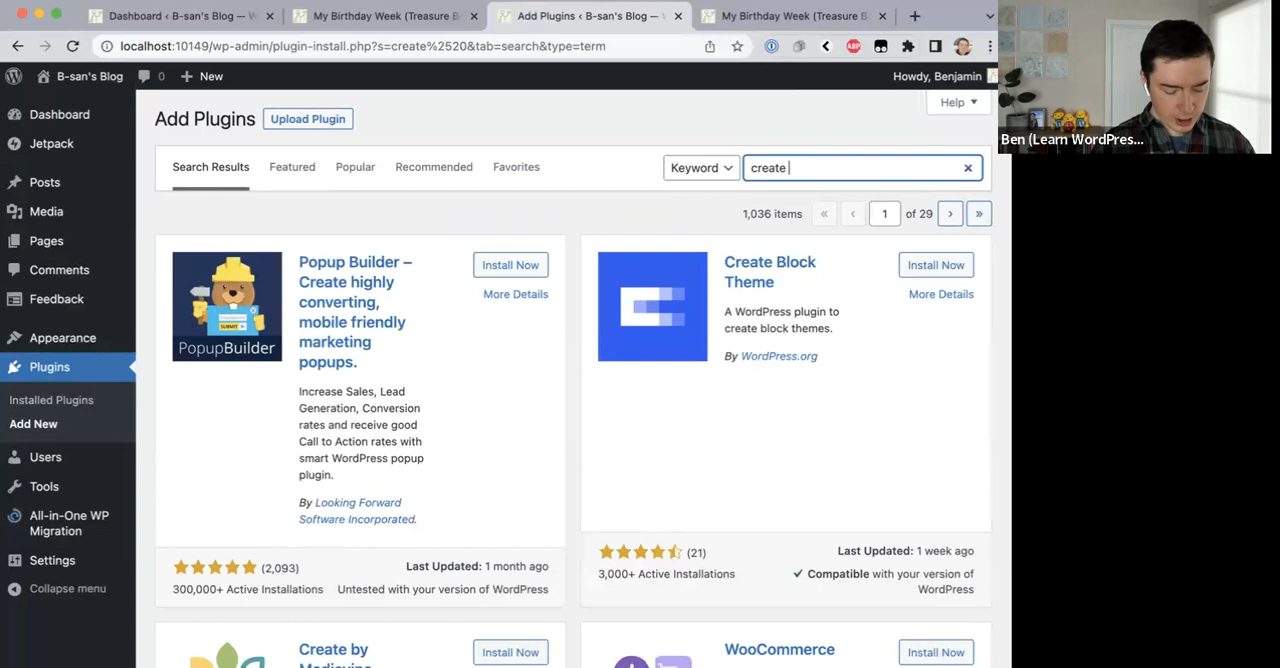 Dashboard ‹ B-san's Blog — W
My Birthday Week (Treasure B
Add Plugins ‹ B-san's Blog —
My Birthday Week (Treasure B
localhost:10149/wp-admin/plugin-install.php?s=create%2520&tab=search&type=term
ABP
B-san's Blog
0
New
Howdy, Benjamin
Ben (Learn WordPres...
Dashboard
Jetpack
Posts
Media
Pages
Comments
Feedback
Appearance
Plugins
Installed Plugins
Add New
Users
Tools
All-in-One WP
Migration
Settings
Collapse menu
Add Plugins
Upload Plugin
Help
Search Results
Featured
Popular
Recommended
Favorites
Keyword
create
1,036 items
«
‹
1
of 29
›
»
SUBMIT
PopupBuilder
Popup Builder –
Create highly
converting,
mobile friendly
marketing
popups.
Install Now
More Details
Increase Sales, Lead
Generation, Conversion
rates and receive good
Call to Action rates with
smart WordPress popup
plugin.
By Looking Forward
Software Incorporated.
(2,093)
300,000+ Active Installations
Last Updated: 1 month ago
Untested with your version of WordPress
Create Block
Theme
Install Now
More Details
A WordPress plugin to
create block themes.
By WordPress.org
(21)
3,000+ Active Installations
Last Updated: 1 week ago
Compatible with your version of
WordPress
Create by
Mediavine
Install Now
WooCommerce
Install Now